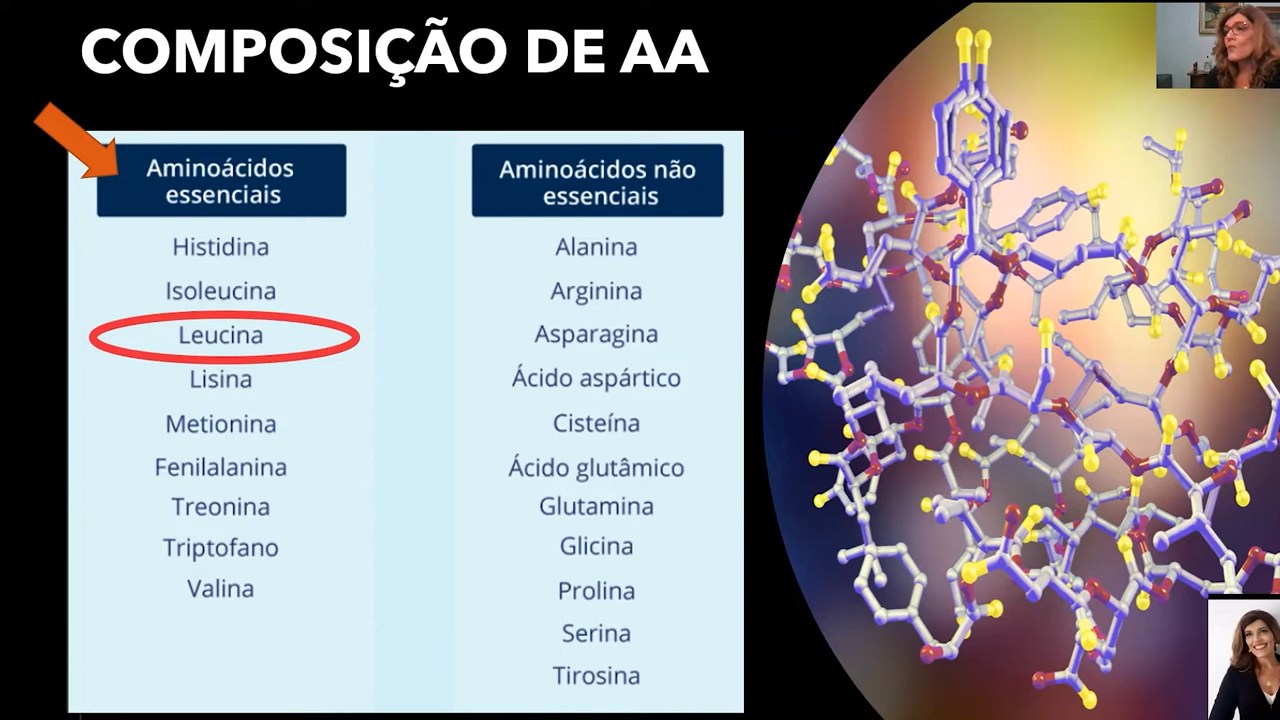 COMPOSIÇÃO DE AA
Aminoácidos
essenciais
Histidina
Isoleucina
Leucina
Lisina
Metionina
Fenilalanina
Treonina
Triptofano
Valina
Aminoácidos não
essenciais
Alanina
Arginina
Asparagina
Ácido aspártico
Cisteína
Ácido glutâmico
Glutamina
Glicina
Prolina
Serina
Tirosina